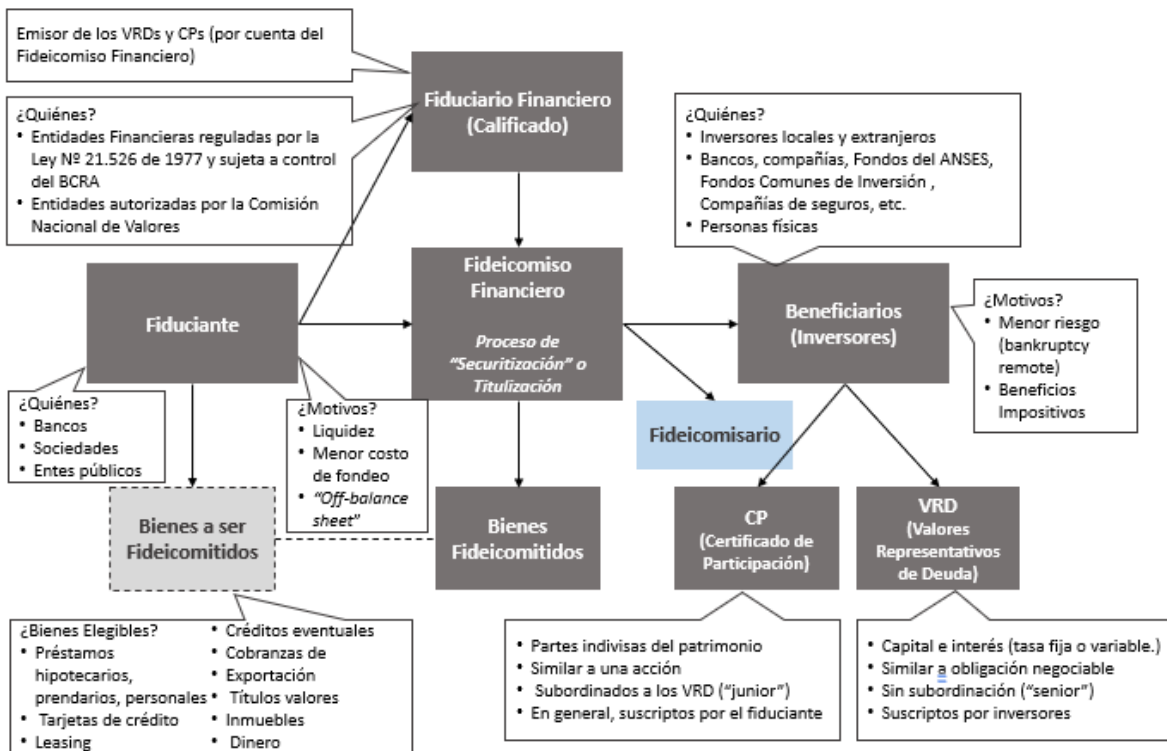 Emisor de los VRDs y CPs (por cuenta del
Fideicomiso Financiero)
Fiduciario Financiero
(Calificado)
¿Quiénes?
• Entidades Financieras reguladas por la
Ley Nº 21.526 de 1977 y sujeta a control
del BCRA
• Entidades autorizadas por la Comisión
Nacional de Valores
¿Quiénes?
• Inversores locales y extranjeros
• Bancos, compañías, Fondos del ANSES,
Fondos Comunes de Inversión ,
Compañías de seguros, etc.
• Personas físicas
Fiduciante
Fideicomiso
Financiero
Proceso de
“Securitización” o
Titulización
Beneficiarios
(Inversores)
¿Motivos?
• Menor riesgo
(bankruptcy
remote)
• Beneficios
Impositivos
¿Quiénes?
• Bancos
• Sociedades
• Entes públicos
¿Motivos?
• Liquidez
• Menor costo
de fondeo
• “Off-balance
sheet”
Fideicomisario
Bienes a ser
Fideicomitidos
Bienes
Fideicomitidos
CP
(Certificado de
Participación)
VRD
(Valores
Representativos
de Deuda)
¿Bienes Elegibles?
• Préstamos
hipotecarios,
prendarios, personales
• Tarjetas de crédito
• Leasing
• Créditos eventuales
• Cobranzas de
• Exportación
• Títulos valores
• Inmuebles
• Dinero
• Partes indivisas del patrimonio
• Similar a una acción
• Subordinados a los VRD (“junior”)
• En general, suscriptos por el fiduciante
• Capital e interés (tasa fija o variable.)
• Similar a obligación negociable
• Sin subordinación (“senior”)
• Suscriptos por inversores